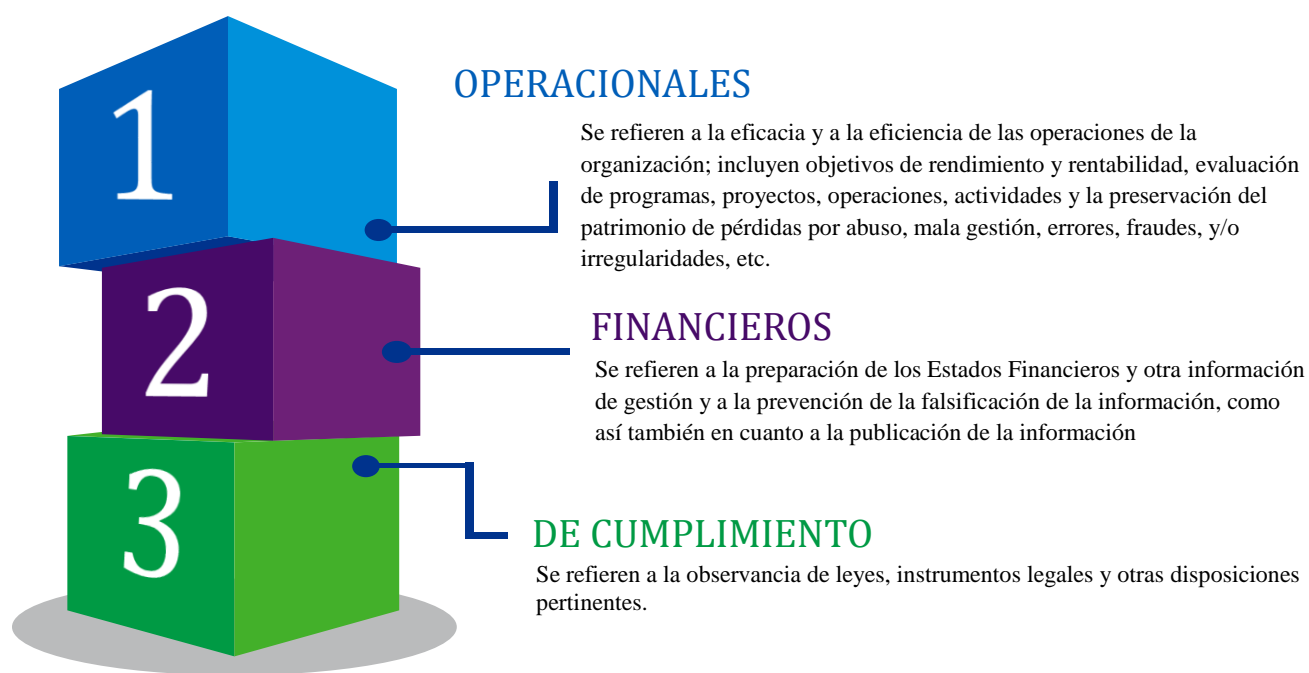 1
OPERACIONALES
Se refieren a la eficacia y a la eficiencia de las operaciones de la
organización; incluyen objetivos de rendimiento y rentabilidad, evaluación
de programas, proyectos, operaciones, actividades y la preservación del
patrimonio de pérdidas por abuso, mala gestión, errores, fraudes, y/o
irregularidades, etc.
2
FINANCIEROS
Se refieren a la preparación de los Estados Financieros y otra información
de gestión y a la prevención de la falsificación de la información, como
así también en cuanto a la publicación de la información
3
DE CUMPLIMIENTO
Se refieren a la observancia de leyes, instrumentos legales y otras disposiciones
pertinentes.